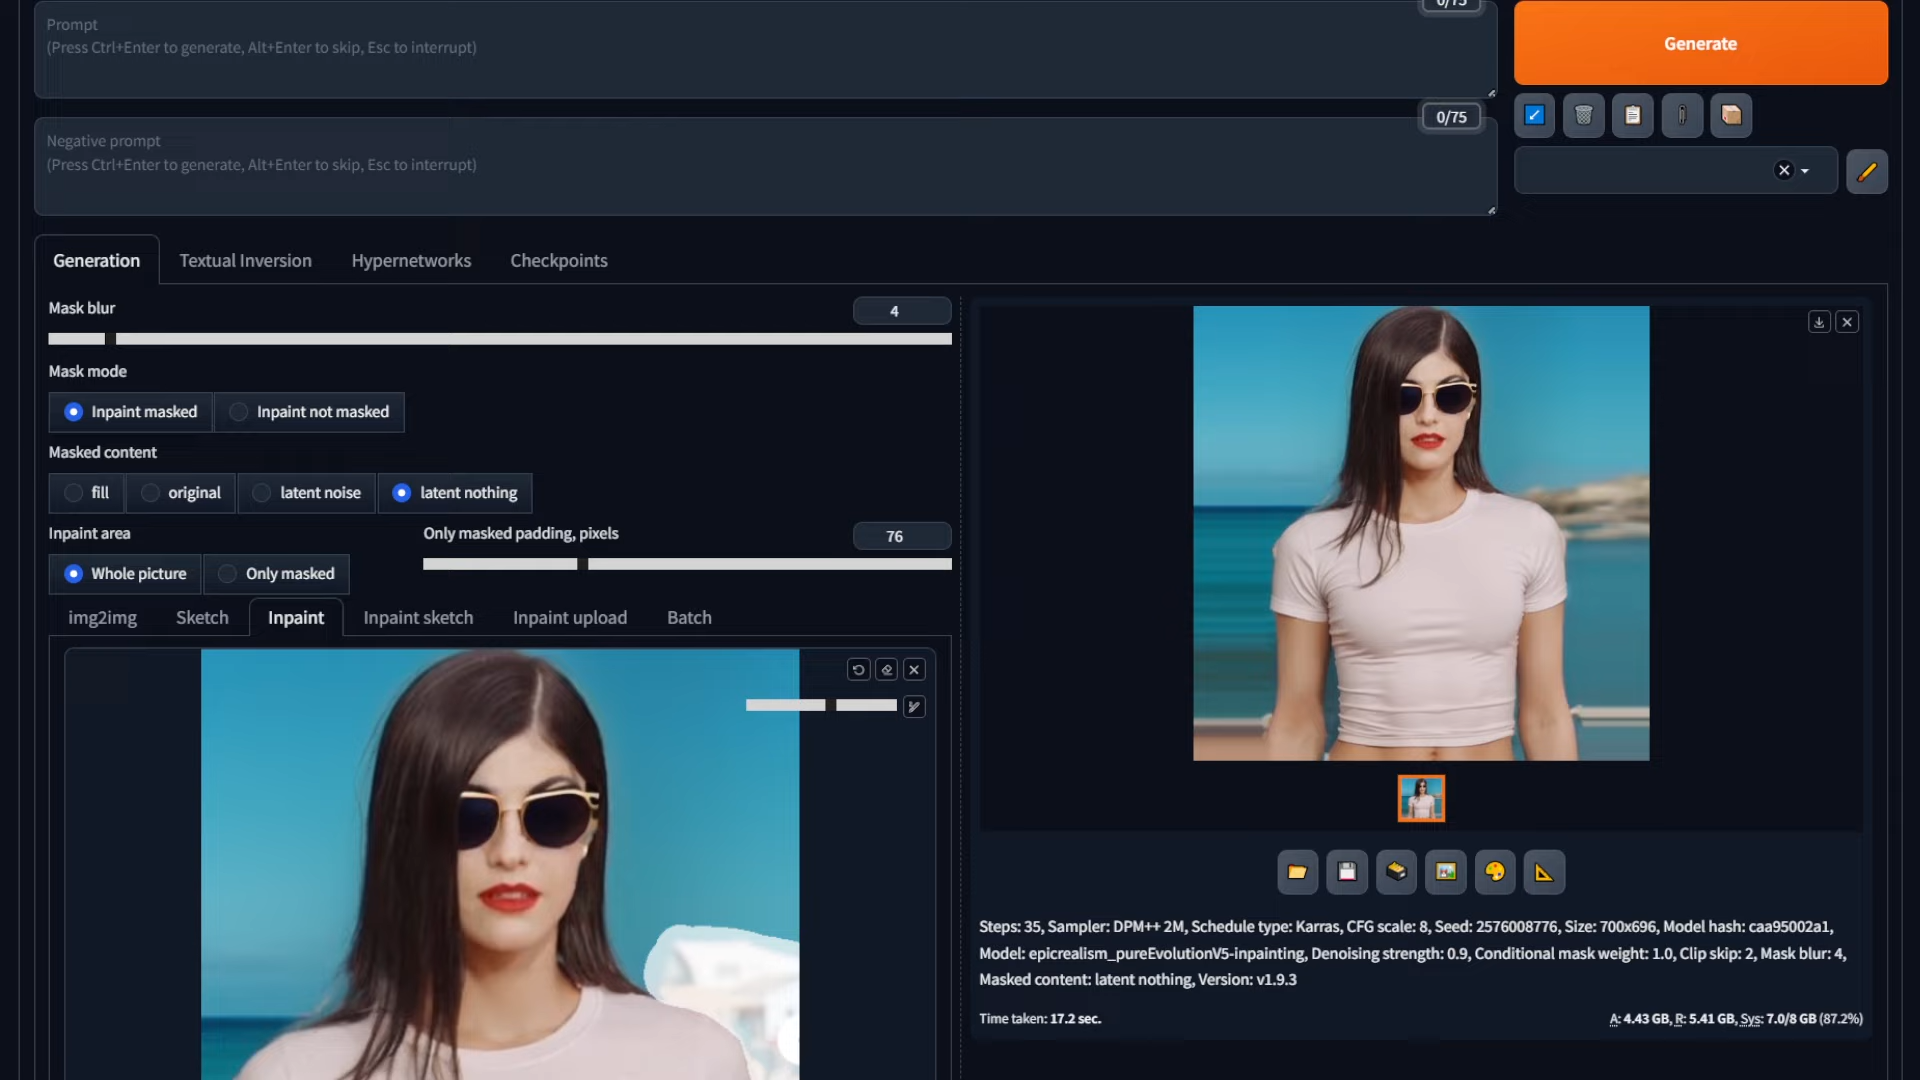 0/75
Prompt
(Press Ctrl+Enter to generate, Alt+Enter to skip, Esc to interrupt)
Generate
0/75
Negative prompt
(Press Ctrl+Enter to generate, Alt+Enter to skip, Esc to interrupt)
Generation Textual Inversion Hypernetworks Checkpoints
Mask blur 4
Mask mode
Inpaint masked Inpaint not masked
Masked content
fill original latent noise latent nothing
Inpaint area Only masked padding, pixels 76
Whole picture Only masked
img2img Sketch Inpaint Inpaint sketch Inpaint upload Batch
Steps: 35, Sampler: DPM++ 2M, Schedule type: Karras, CFG scale: 8, Seed: 2576008776, Size: 700x696, Model hash: caa95002a1,
Model: epicrealism_pureEvolutionV5-inpainting, Denoising strength: 0.9, Conditional mask weight: 1.0, Clip skip: 2, Mask blur: 4,
Masked content: latent nothing, Version: v1.9.3
Time taken: 17.2 sec. A: 4.43 GB, R: 5.41 GB, Sys: 7.0/8 GB (87.2%)